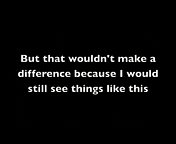 But that wouldn't make a
difference because I would
still see things like this